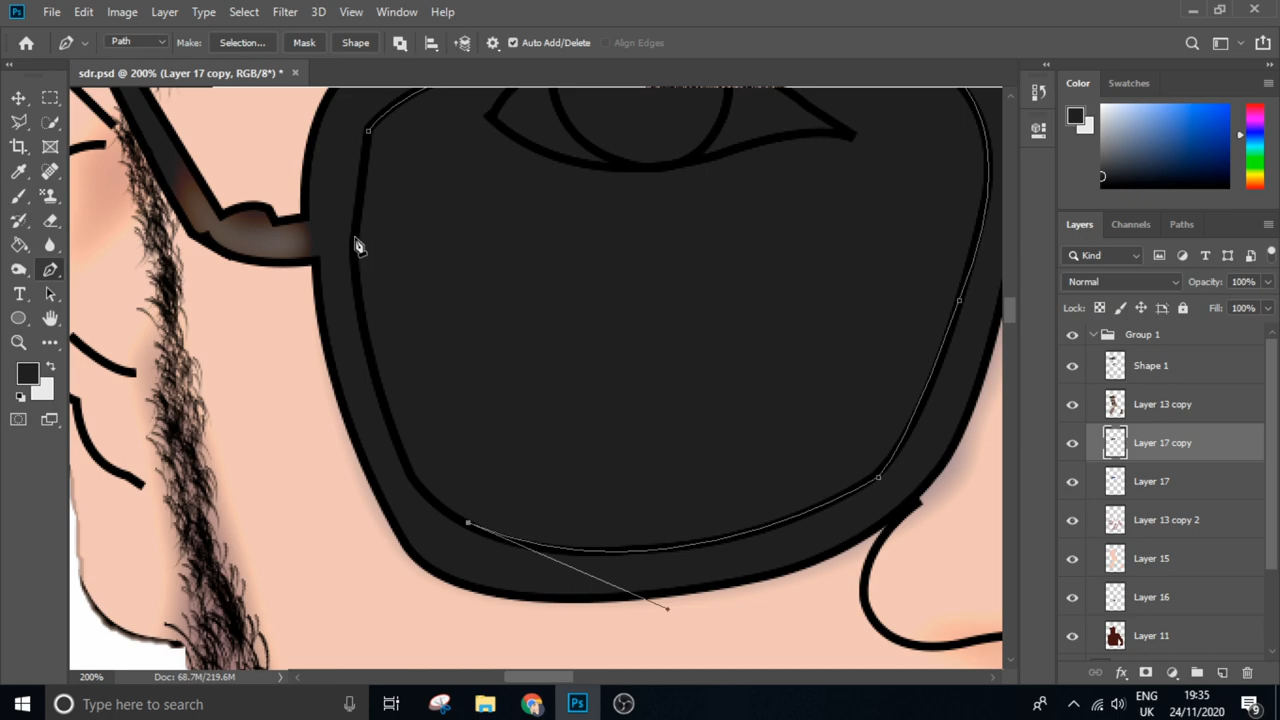 Ps File Edit Image Layer Type Select Filter 3D View Window Help
Path Make: Selection... Mask Shape Auto Add/Delete Align Edges
sdr.psd @ 200% (Layer 17 copy, RGB/8*) * ×
Color Swatches
Layers Channels Paths
Kind
Normal Opacity: 100%
Lock: Fill: 100%
Group 1
Shape 1
Layer 13 copy
Layer 17 copy
Layer 17
Layer 13 copy 2
Layer 15
Layer 16
Layer 11
200% Doc: 68.7M/219.6M
Type here to search
Ps
ENG
UK
19:35
24/11/2020
9